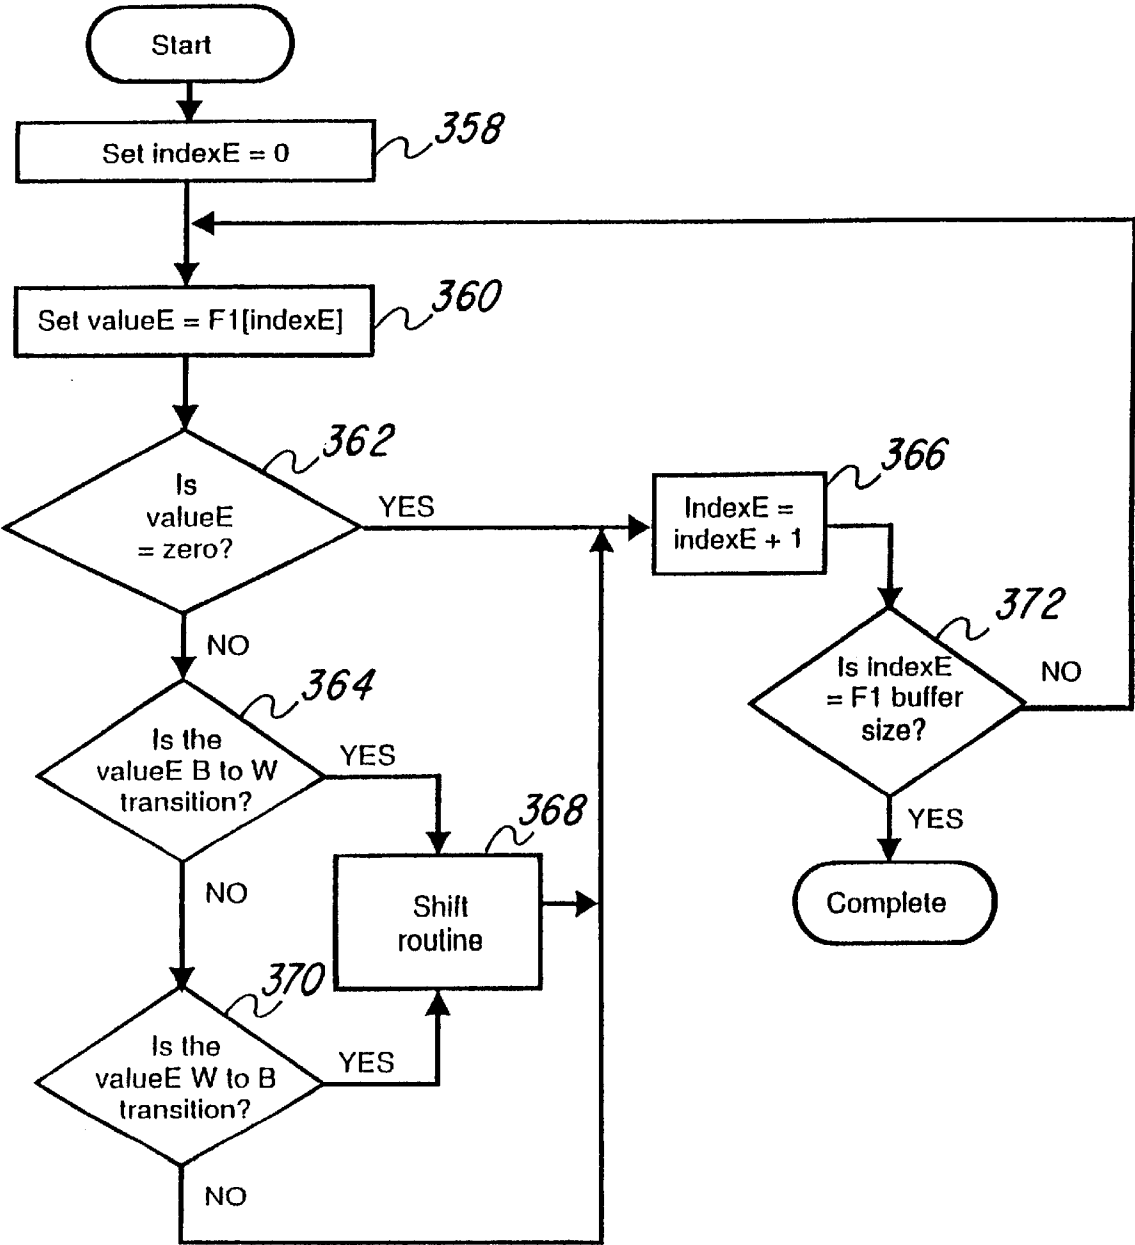 Start
358
Set indexE = 0
360
Set valueE = F1[indexE]
362
Is
valueE
= zero?
YES
366
IndexE =
indexE + 1
NO
372
Is indexE
= F1 buffer
size?
NO
364
Is the
valueE B to W
transition?
YES
368
YES
NO
Shift
routine
Complete
370
Is the
valueE W to B
transition?
YES
NO